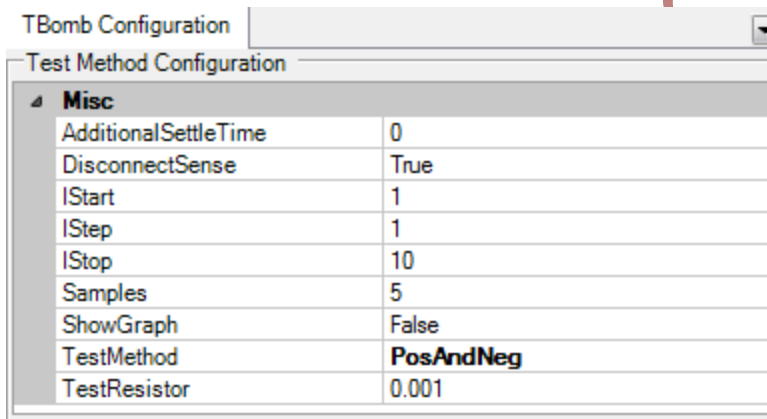 TBomb Configuration
Test Method Configuration
Misc
AdditionalSettleTime 0
DisconnectSense True
IStart 1
IStep 1
IStop 10
Samples 5
ShowGraph False
TestMethod PosAndNeg
TestResistor 0.001